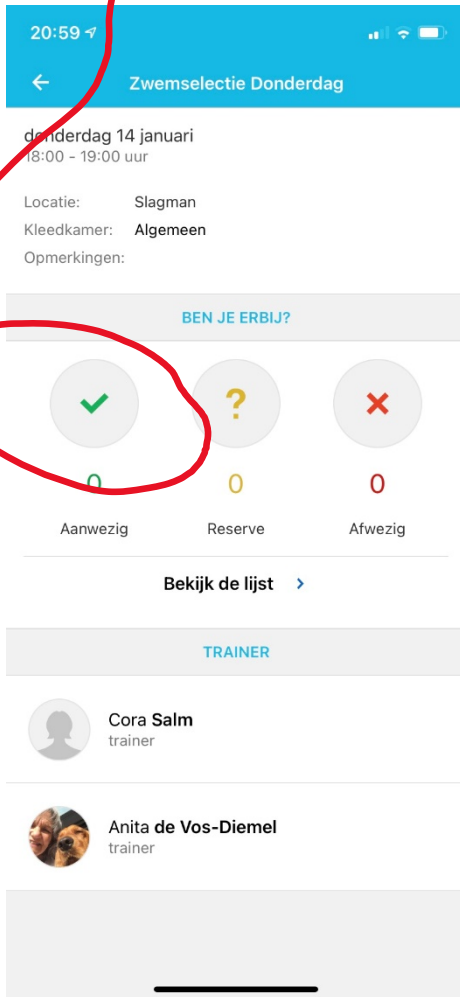 20:59
Zwemselectie Donderdag
donderdag 14 januari
18:00 - 19:00 uur
Locatie: Slagman
Kleedkamer: Algemeen
Opmerkingen:
BEN JE ERBIJ?
?
0 0 0
Aanwezig Reserve Afwezig
Bekijk de lijst
TRAINER
Cora Salm
trainer
Anita de Vos-Diemel
trainer